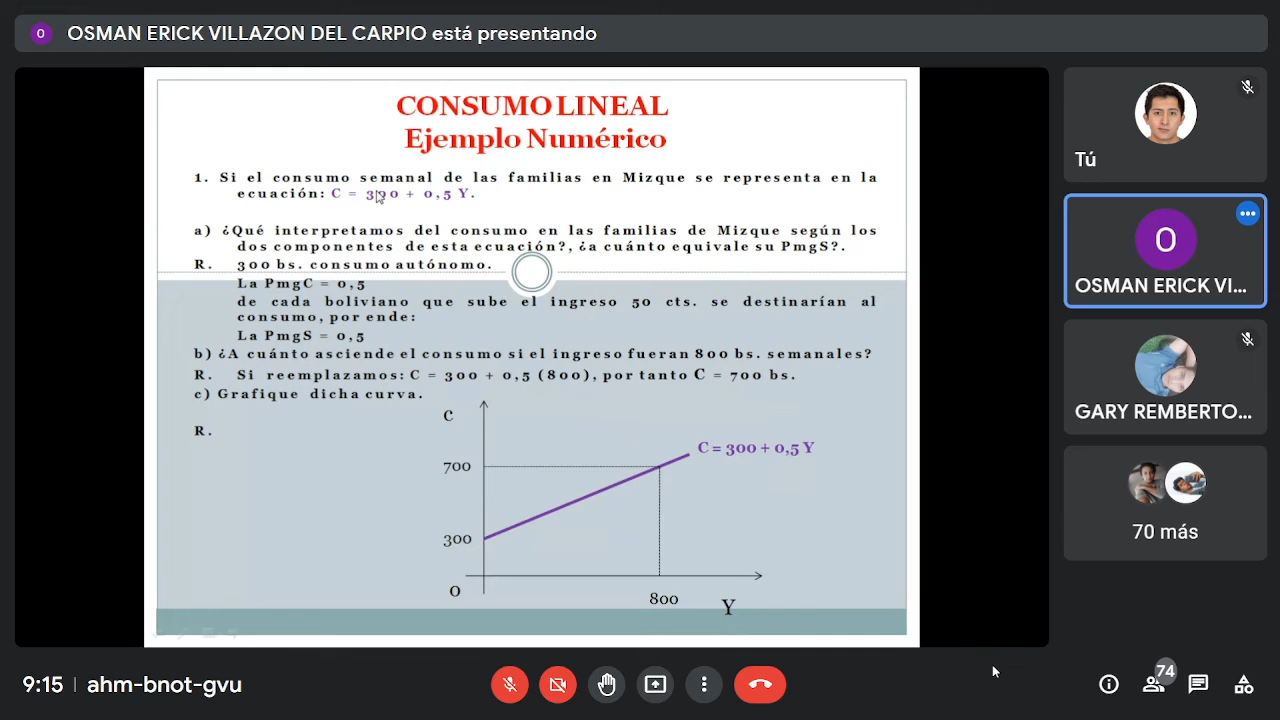 O OSMAN ERICK VILLAZON DEL CARPIO está presentando
CONSUMO LINEAL
Ejemplo Numérico
1. Si el consumo semanal de las familias en Mizque se representa en la
ecuación: C = 300 + 0,5 Y.
a) ¿Qué interpretamos del consumo en las familias de Mizque según los
dos componentes de esta ecuación?, ¿a cuánto equivale su PmgS?.
R. 300 bs. consumo autónomo.
La PmgC = 0,5
de cada boliviano que sube el ingreso 50 cts. se destinarían al
consumo, por ende:
La PmgS = 0,5
b) ¿A cuánto asciende el consumo si el ingreso fueran 800 bs. semanales?
R. Si reemplazamos: C = 300 + 0,5 (800), por tanto C = 700 bs.
c) Grafique dicha curva.
R.
C
C = 300 + 0,5 Y
700
300
0
800
Y
Tú
O
OSMAN ERICK VI...
GARY REMBERTO...
70 más
9:15 | ahm-bnot-gvu
74